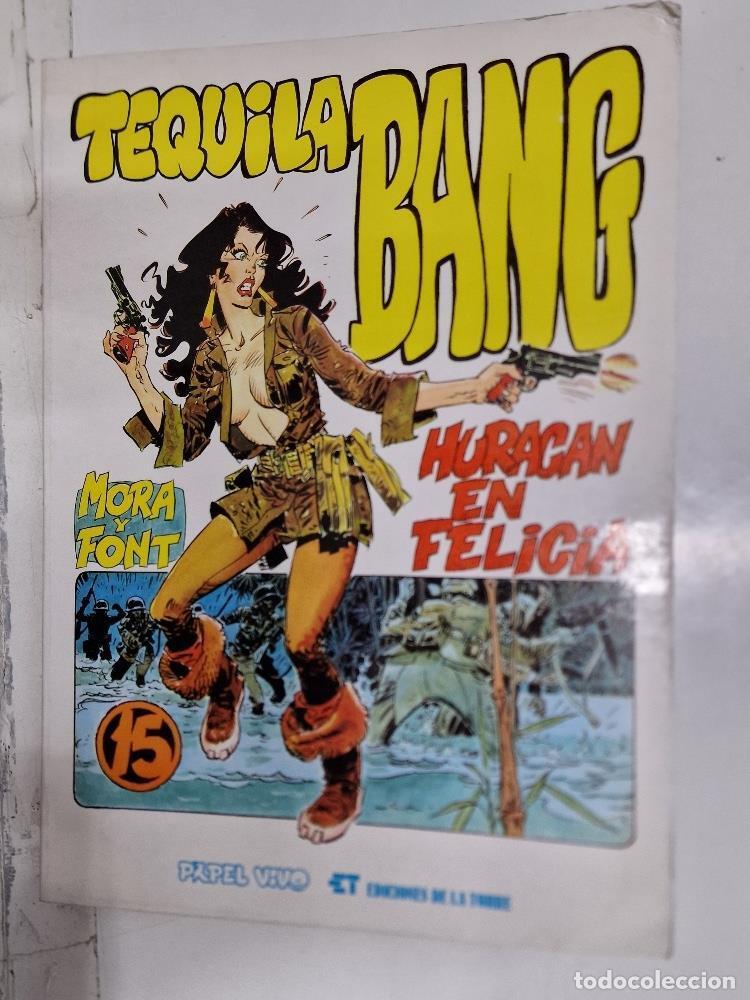 TEQUILA
BANG
MORA
Y
FONT
HURACAN
EN
FELICIA
15
PAPEL VIVO
ET EDICIONES DE LA TORRE
todocoleccion